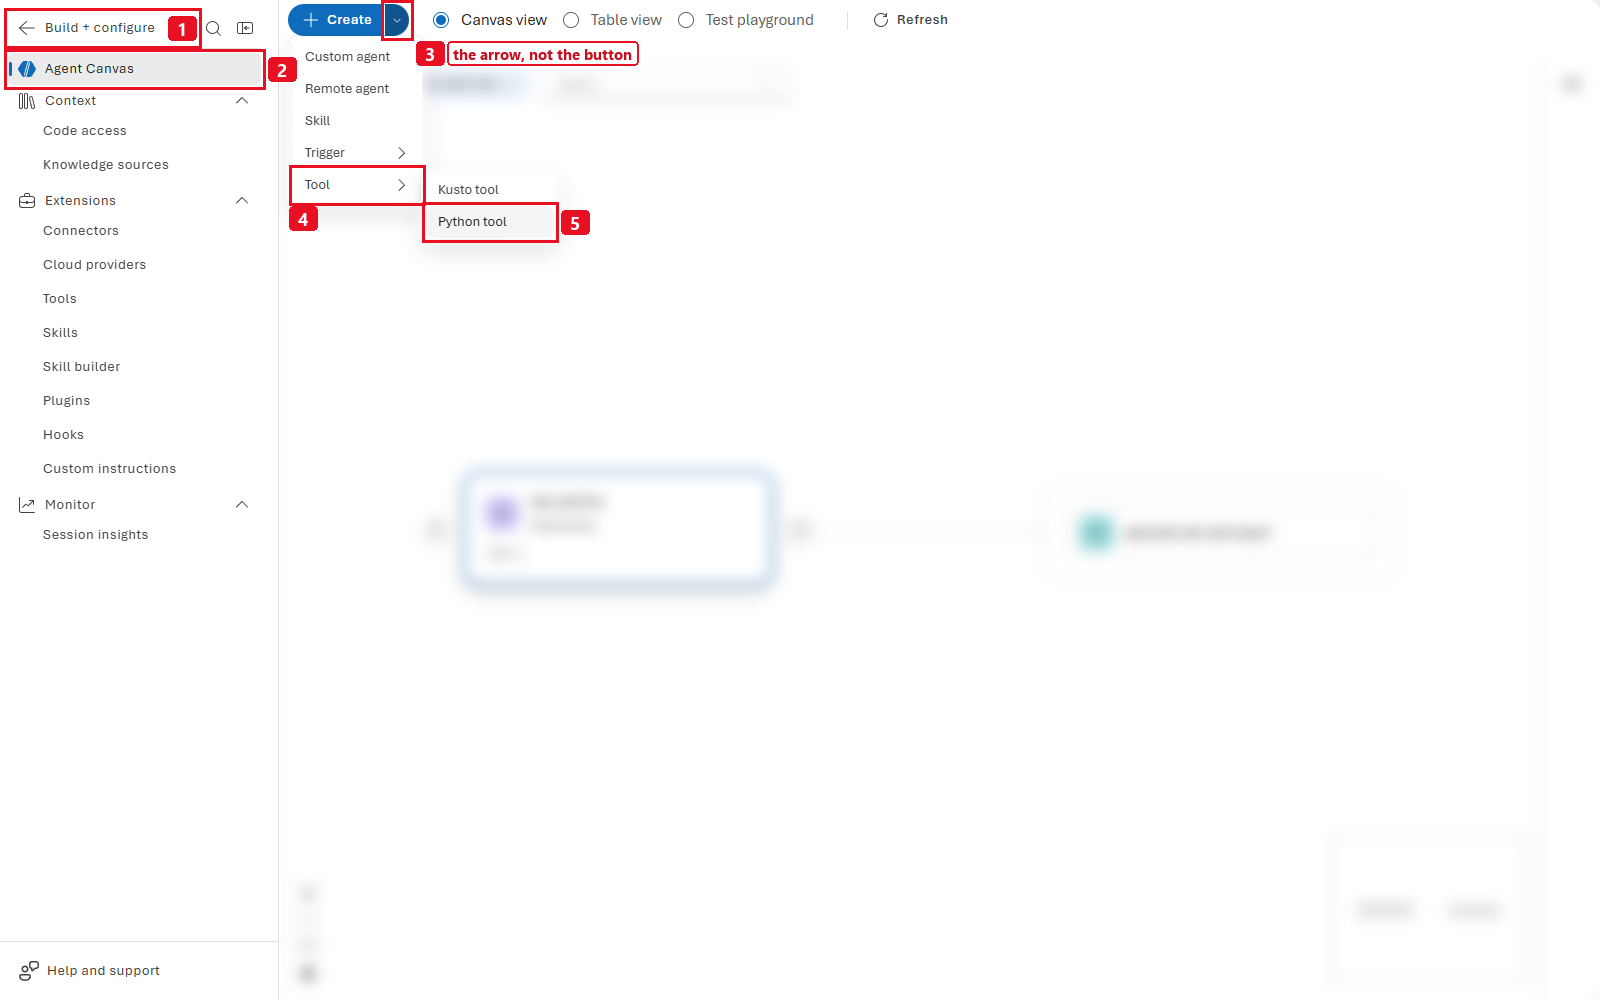 Build + configure
1
Agent Canvas
2
Context
Code access
Knowledge sources
Extensions
Connectors
Cloud providers
Tools
Skills
Skill builder
Plugins
Hooks
Custom instructions
Monitor
Session insights
Help and support
Create
Canvas view
Table view
Test playground
Refresh
3
the arrow, not the button
Custom agent
Remote agent
Skill
Trigger
Tool
4
Kusto tool
Python tool
5